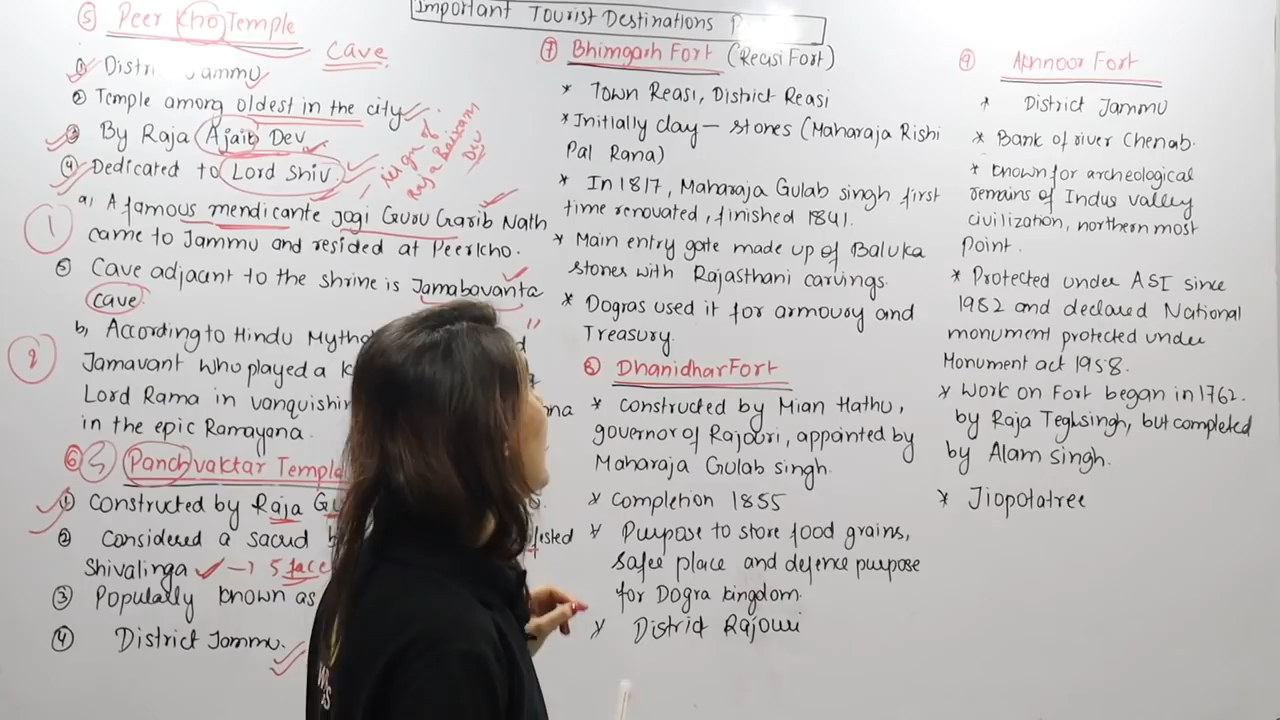 Important Tourist Destinations
⑤ Peer Kho Temple
Cave
① Distri Jammu
② Temple among oldest in the city
③ By Raja Ajaib Dev
④ Dedicated to Lord Shiv
reign of
Raja Bairam
Dev
① a) A famous mendicante jogi Guru Garib Nath
came to Jammu and resided at Peerkho.
⑤ Cave adjacent to the shrine is Jamabovanta
cave.
b) According to Hindu Mytho
Jamavant who played a k
Lord Rama in vanquishin na
in the epic Ramayana.
⑥ Panchvaktar Templ
① Constructed by Raja Gu
② Considered a sacred fested
Shivalinga → 5 face
③ Populally known as
④ District Jammu.
⑦ Bhimgarh Fort (Reasi Fort)
* Town Reasi, District Reasi
* Initially clay — stones (Maharaja Rishi
Pal Rana)
* In 1817, Maharaja Gulab singh first
time renovated, finished 1841.
* Main entry gate made up of Baluka
stones with Rajasthani carvings.
* Dogras used it for armoury and
Treasury.
⑧ Dhanidhar Fort
* constructed by Mian Hathu,
governor of Rajouri, appointed by
Maharaja Gulab singh.
* Completion 1855
* Purpose to store food grains,
safee place and defence purpose
for Dogra kingdom.
* District Rajouri
⑨ Akhnoor Fort
* District Jammu
* Bank of river Chenab.
* known for archeological
remains of Indus valley
civilization, northern most
point.
* Protected under ASI since
1982 and declared National
monument protected under
Monument act 1958.
* Work on Fort began in 1762.
by Raja Teghsingh, but completed
by Alam singh.
* Jiopotatree